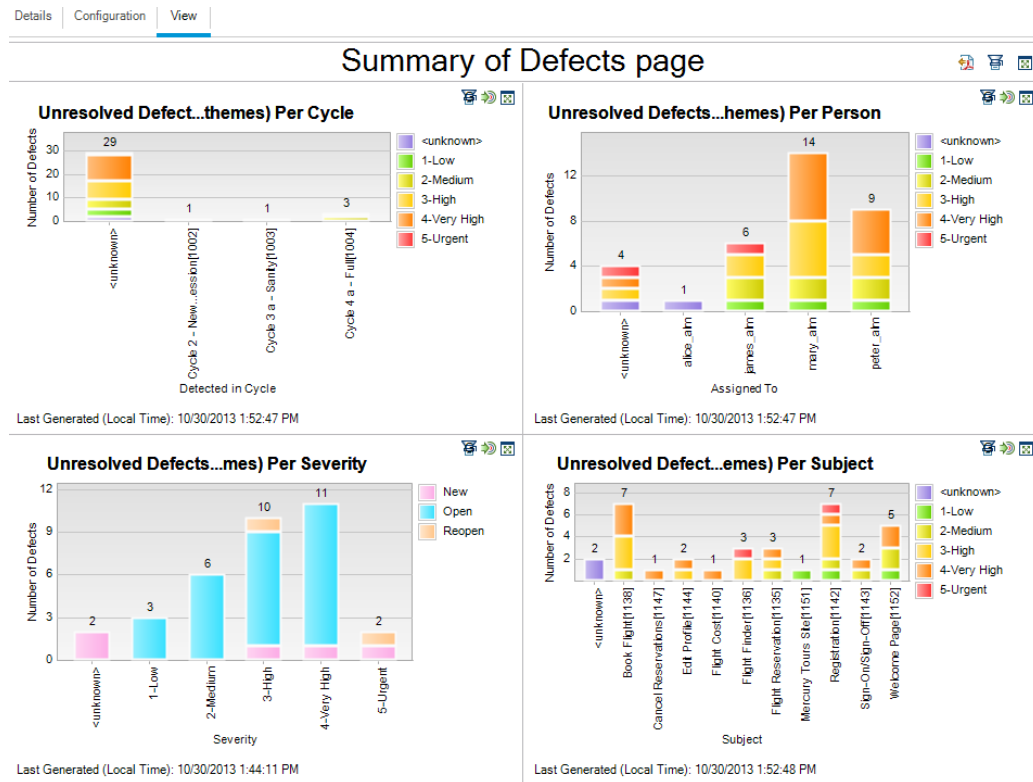 Details Configuration View
Summary of Defects page
Unresolved Defect...themes) Per Cycle
Number of Defects
30
20
10
0
29
1
1
3
<unknown>
Cycle 2 - New...ession[1002]
Cycle 3 a - Sanity[1003]
Cycle 4 a - Full[1004]
Detected in Cycle
<unknown>
1-Low
2-Medium
3-High
4-Very High
5-Urgent
Last Generated (Local Time): 10/30/2013 1:52:47 PM
Unresolved Defects...hemes) Per Person
Number of Defects
12
8
4
0
4
1
6
14
9
<unknown>
alice_alm
james_alm
mary_alm
peter_alm
Assigned To
<unknown>
1-Low
2-Medium
3-High
4-Very High
5-Urgent
Last Generated (Local Time): 10/30/2013 1:52:47 PM
Unresolved Defects...mes) Per Severity
Number of Defects
12
9
6
3
0
2
3
6
10
11
2
<unknown>
1-Low
2-Medium
3-High
4-Very High
5-Urgent
Severity
New
Open
Reopen
Last Generated (Local Time): 10/30/2013 1:44:11 PM
Unresolved Defect...emes) Per Subject
Number of Defects
8
6
4
2
2
7
1
2
1
3
3
1
7
2
5
<unknown>
Book Flight[1138]
Cancel Reservations[1147]
Edit Profile[1144]
Flight Cost[1140]
Flight Finder[1136]
Flight Reservation[1135]
Mercury Tours Site[1151]
Registration[1142]
Sign-On/Sign-Off[1143]
Welcome Page[1152]
Subject
<unknown>
1-Low
2-Medium
3-High
4-Very High
5-Urgent
Last Generated (Local Time): 10/30/2013 1:52:48 PM